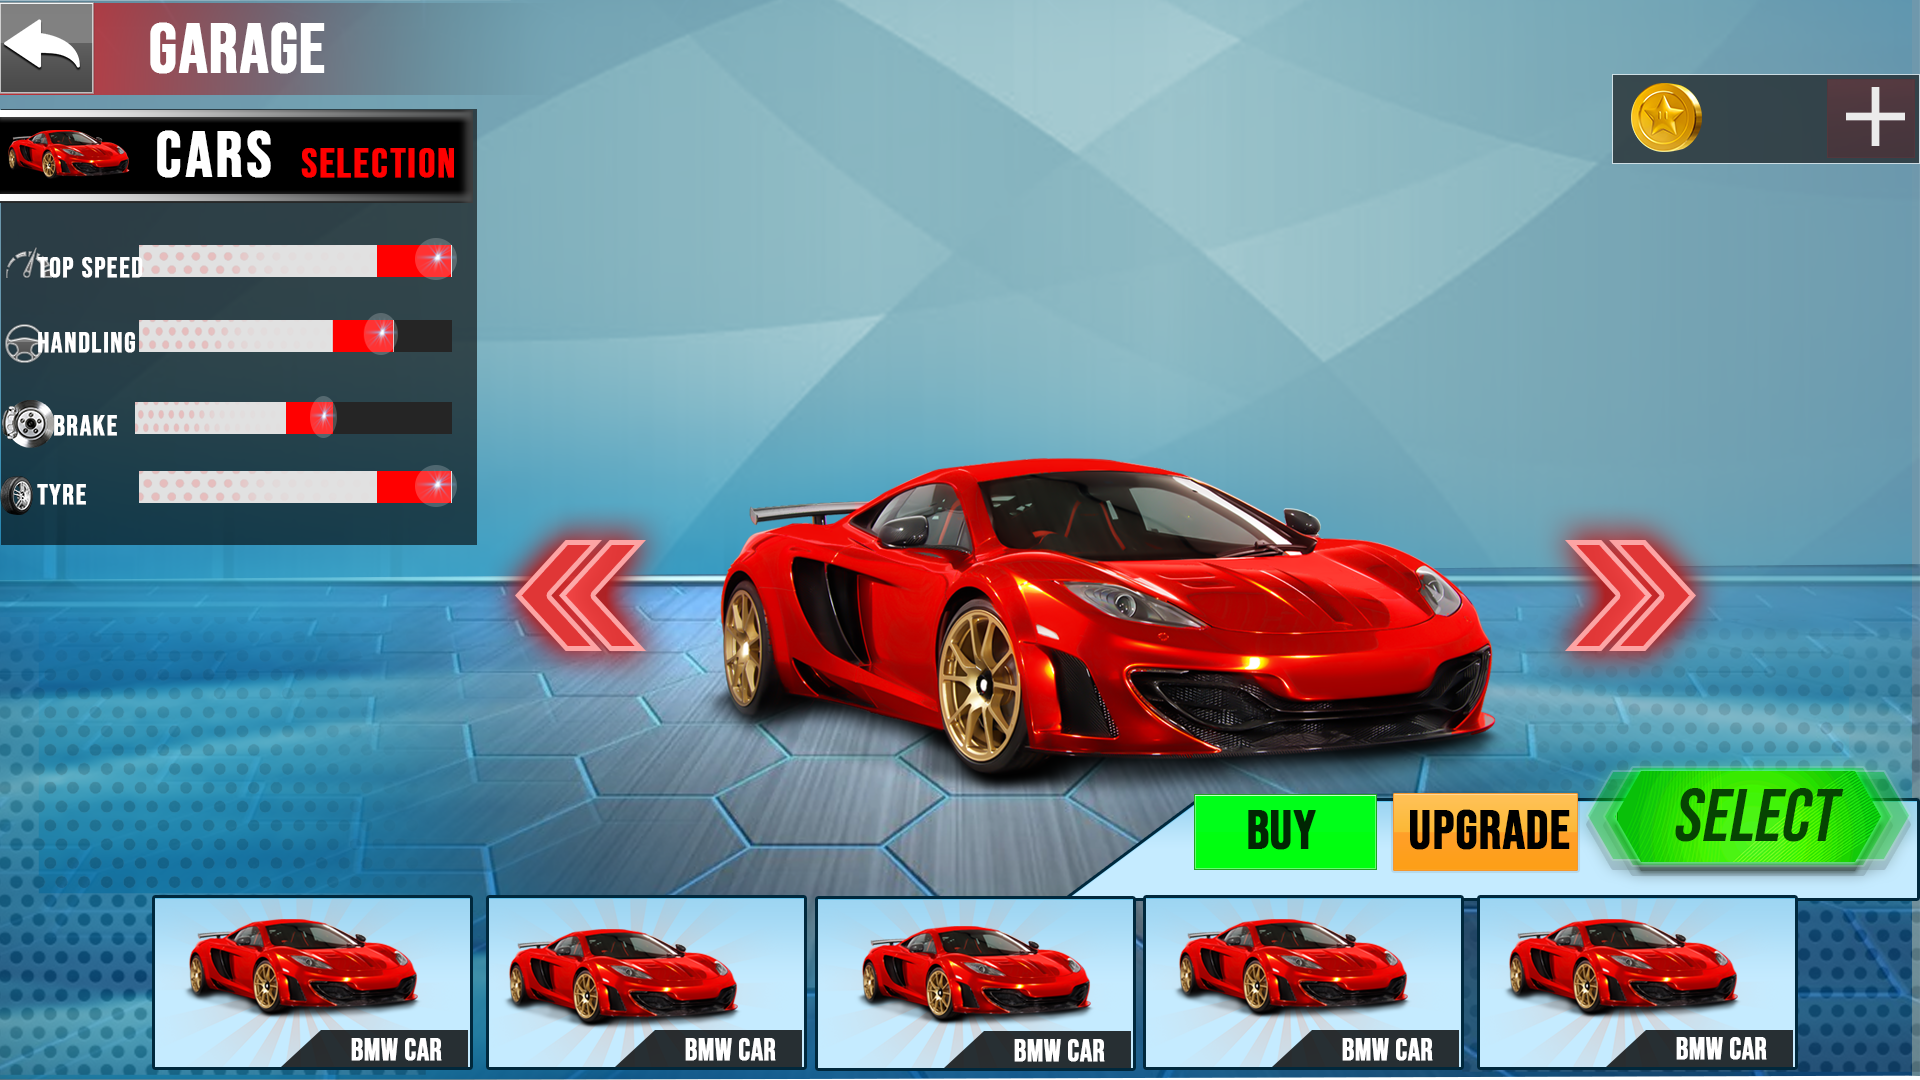 GARAGE
CARS SELECTION
TOP SPEED
HANDLING
BRAKE
TYRE
BUY
UPGRADE
SELECT
BMW CAR
BMW CAR
BMW CAR
BMW CAR
BMW CAR